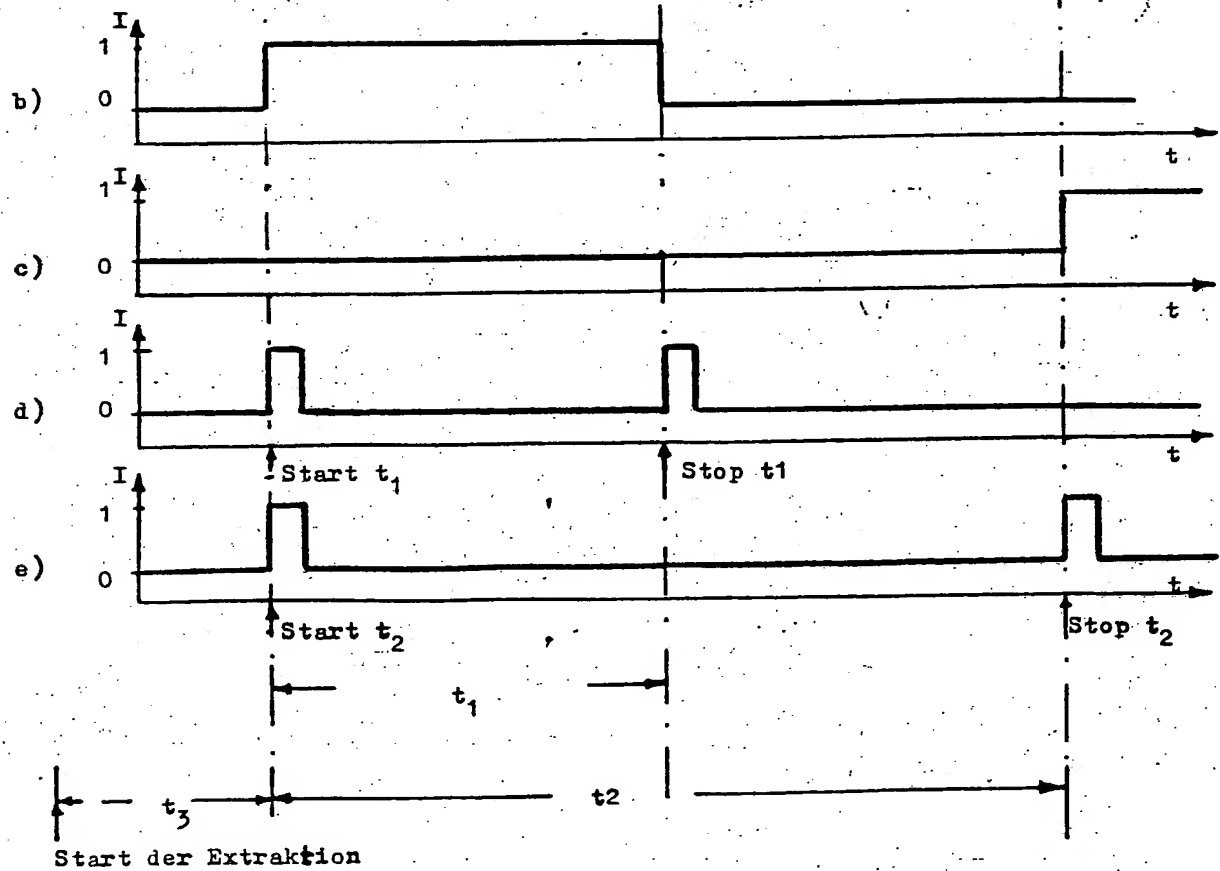 I
1
b) 0
t
I
1
c) 0
t
I
1
d) 0
t
Start t₁ Stop t1
I
1
e) 0
t
Start t₂ Stop t₂
t₁
t₃ t2
Start der Extraktion